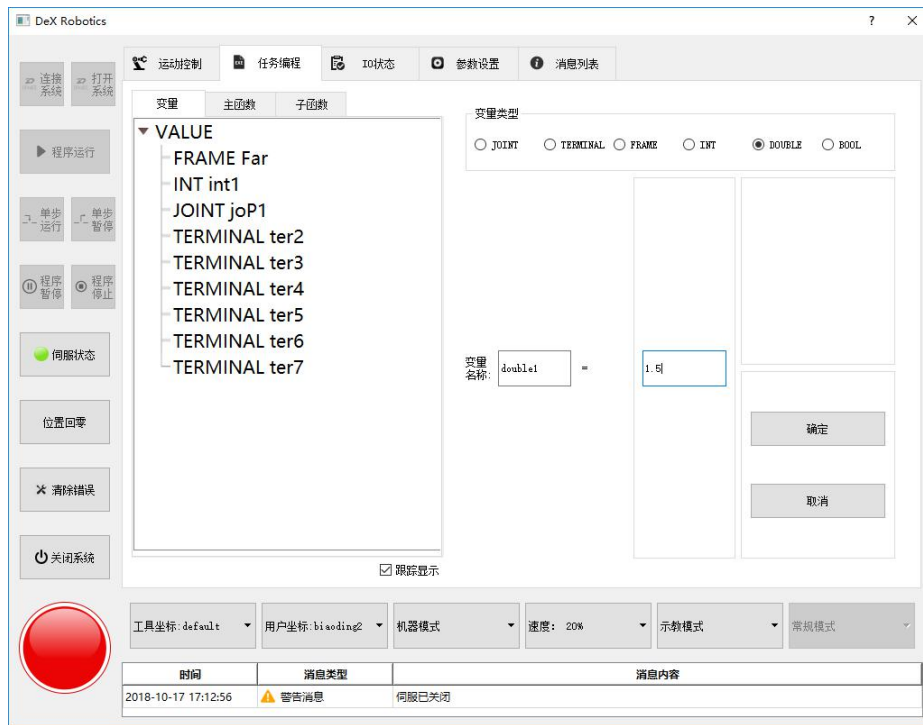 DeX Robotics
?
连接系统
打开系统
程序运行
单步运行
单步暂停
程序暂停
程序停止
伺服状态
位置回零
清除错误
关闭系统
运动控制
任务编程
IO状态
参数设置
消息列表
变量
主函数
子函数
VALUE
FRAME Far
INT int1
JOINT joP1
TERMINAL ter2
TERMINAL ter3
TERMINAL ter4
TERMINAL ter5
TERMINAL ter6
TERMINAL ter7
跟踪显示
变量类型
JOINT
TERMINAL
FRAME
INT
DOUBLE
BOOL
变量名称:
double1
=
1.5
确定
取消
工具坐标:default
用户坐标:biaoding2
机器模式
速度: 20%
示教模式
常规模式
时间 消息类型 消息内容
2018-10-17 17:12:56 警告消息 伺服已关闭